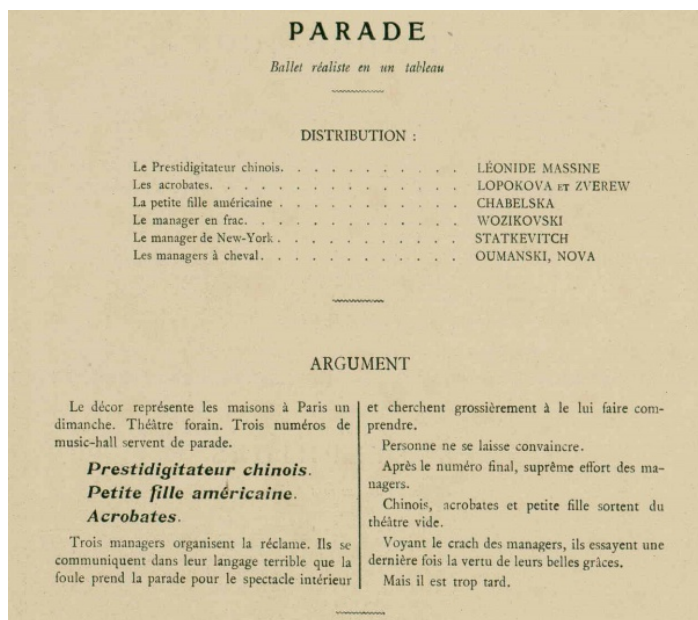 PARADE
Ballet réaliste en un tableau
DISTRIBUTION :
Le Prestidigitateur chinois. . . . . . . . . . . LÉONIDE MASSINE
Les acrobates. . . . . . . . . . . . . . LOPOKOVA ET ZVEREW
La petite fille américaine . . . . . . . . . . . CHABELSKA
Le manager en frac. . . . . . . . . . . . . WOZIKOVSKI
Le manager de New-York . . . . . . . . . . . STATKEVITCH
Les managers à cheval. . . . . . . . . . . . OUMANSKI, NOVA
ARGUMENT
Le décor représente les maisons à Paris un
dimanche. Théâtre forain. Trois numéros de
music-hall servent de parade.
Prestidigitateur chinois.
Petite fille américaine.
Acrobates.
Trois managers organisent la réclame. Ils se
communiquent dans leur langage terrible que la
foule prend la parade pour le spectacle intérieur
et cherchent grossièrement à le lui faire com-
prendre.
Personne ne se laisse convaincre.
Après le numéro final, suprême effort des ma-
nagers.
Chinois, acrobates et petite fille sortent du
théâtre vide.
Voyant le crach des managers, ils essayent une
dernière fois la vertu de leurs belles grâces.
Mais il est trop tard.